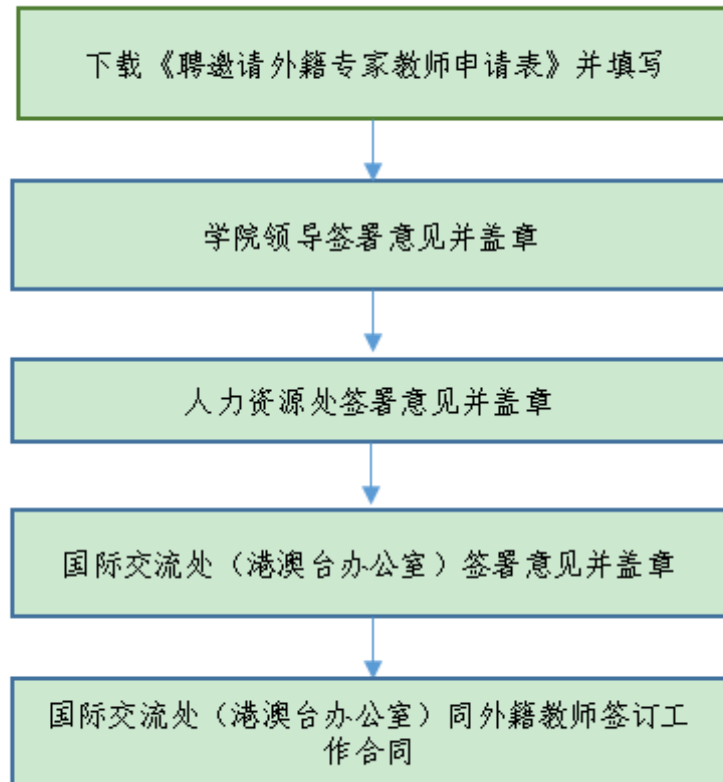 下载《聘邀请外籍专家教师申请表》并填写
学院领导签署意见并盖章
人力资源处签署意见并盖章
国际交流处（港澳台办公室）签署意见并盖章
国际交流处（港澳台办公室）同外籍教师签订工
作合同